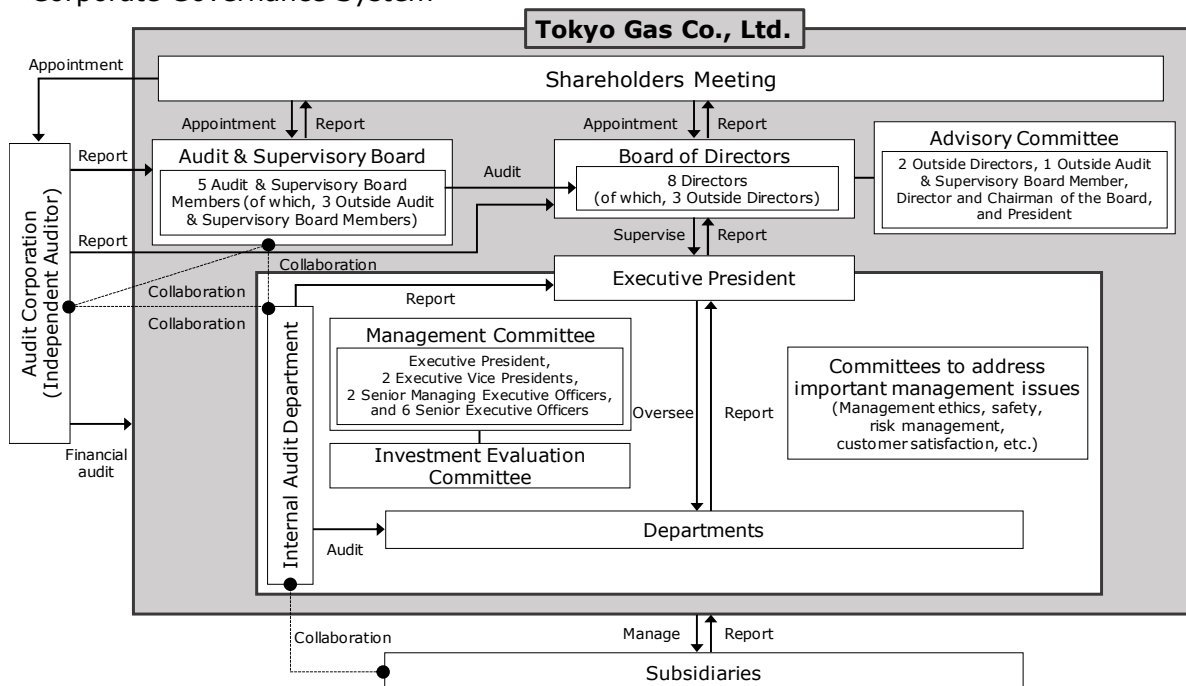 Corporate Governance System
Tokyo Gas Co., Ltd.
Appointment
Shareholders Meeting
Appointment
Report
Appointment
Report
Audit Corporation
(Independent Auditor)
Report
Audit & Supervisory Board
5 Audit & Supervisory Board
Members (of which, 3 Outside Audit
& Supervisory Board Members)
Audit
Board of Directors
8 Directors
(of which, 3 Outside Directors)
Advisory Committee
2 Outside Directors, 1 Outside Audit
& Supervisory Board Member,
Director and Chairman of the Board,
and President
Report
Supervise
Report
Collaboration
Collaboration
Collaboration
Executive President
Report
Internal Audit Department
Management Committee
Executive President,
2 Executive Vice Presidents,
2 Senior Managing Executive Officers,
and 6 Senior Executive Officers
Investment Evaluation
Committee
Oversee
Report
Committees to address
important management issues
(Management ethics, safety,
risk management,
customer satisfaction, etc.)
Financial
audit
Audit
Departments
Collaboration
Manage
Report
Subsidiaries